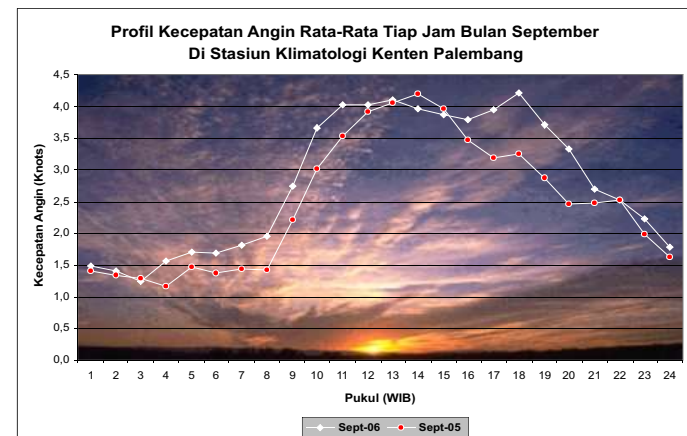 Profil Kecepatan Angin Rata-Rata Tiap Jam Bulan September
Di Stasiun Klimatologi Kenten Palembang
Kecepatan Angin (Knots)
4,5
4,0
3,5
3,0
2,5
2,0
1,5
1,0
0,5
0,0
1 2 3 4 5 6 7 8 9 10 11 12 13 14 15 16 17 18 19 20 21 22 23 24
Pukul (WIB)
Sept-06 Sept-05